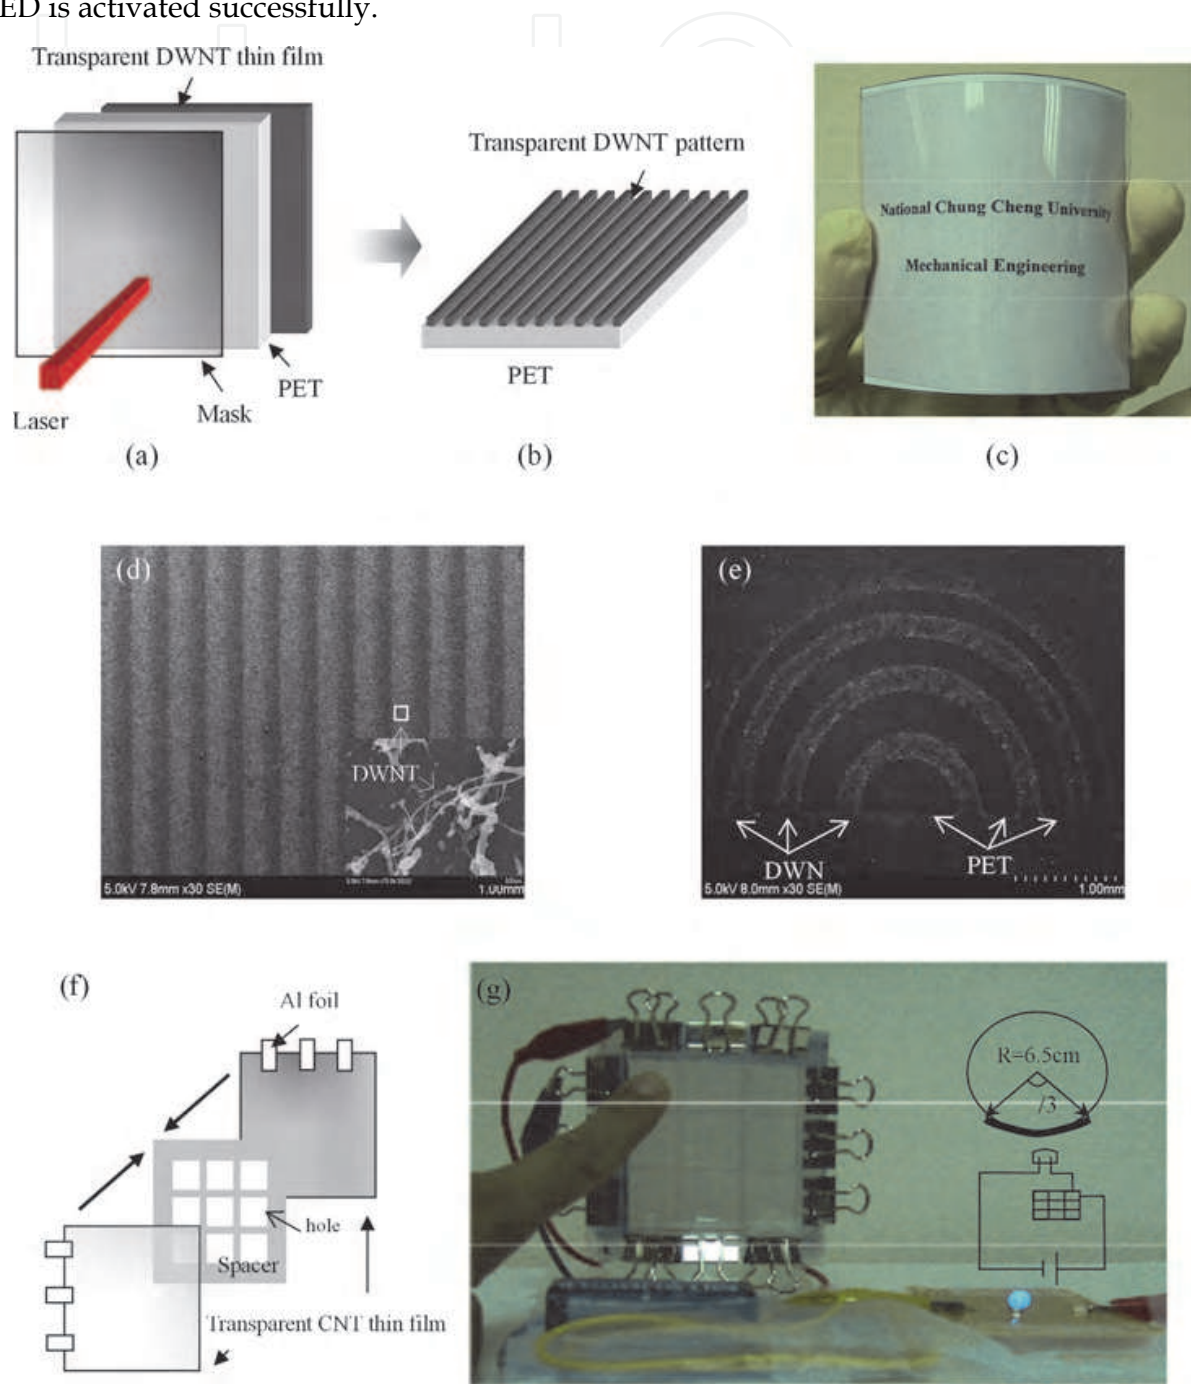 ED is activated successfully.
Transparent DWNT thin film
Transparent DWNT pattern
PET
Mask
Laser
PET
National Chung Cheng University
Mechanical Engineering
(a)
(b)
(c)
(d)
DWNT
5.0kV 7.8mm x30 SE(M)
1.00mm
(e)
DWN
PET
5.0kV 8.0mm x30 SE(M)
1.00mm
(f)
Al foil
hole
Spacer
Transparent CNT thin film
(g)
R=6.5cm
/3